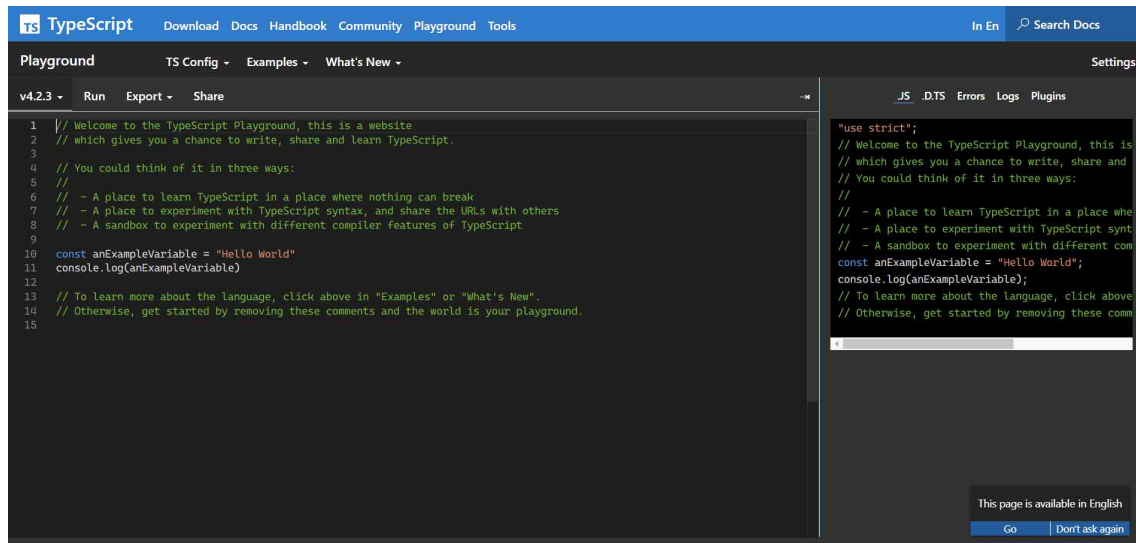 TS TypeScript Download Docs Handbook Community Playground Tools In En Search Docs
Playground TS Config Examples What's New Settings
v4.2.3 Run Export Share
1 // Welcome to the TypeScript Playground, this is a website
2 // which gives you a chance to write, share and learn TypeScript.
3
4 // You could think of it in three ways:
5 //
6 // - A place to learn TypeScript in a place where nothing can break
7 // - A place to experiment with TypeScript syntax, and share the URLs with others
8 // - A sandbox to experiment with different compiler features of TypeScript
9
10 const anExampleVariable = "Hello World"
11 console.log(anExampleVariable)
12
13 // To learn more about the language, click above in "Examples" or "What's New".
14 // Otherwise, get started by removing these comments and the world is your playground.
15
JS .D.TS Errors Logs Plugins
"use strict";
// Welcome to the TypeScript Playground, this is
// which gives you a chance to write, share and
// You could think of it in three ways:
//
// - A place to learn TypeScript in a place whe
// - A place to experiment with TypeScript synt
// - A sandbox to experiment with different com
const anExampleVariable = "Hello World";
console.log(anExampleVariable);
// To learn more about the language, click above
// Otherwise, get started by removing these comm
This page is available in English
Go Don't ask again